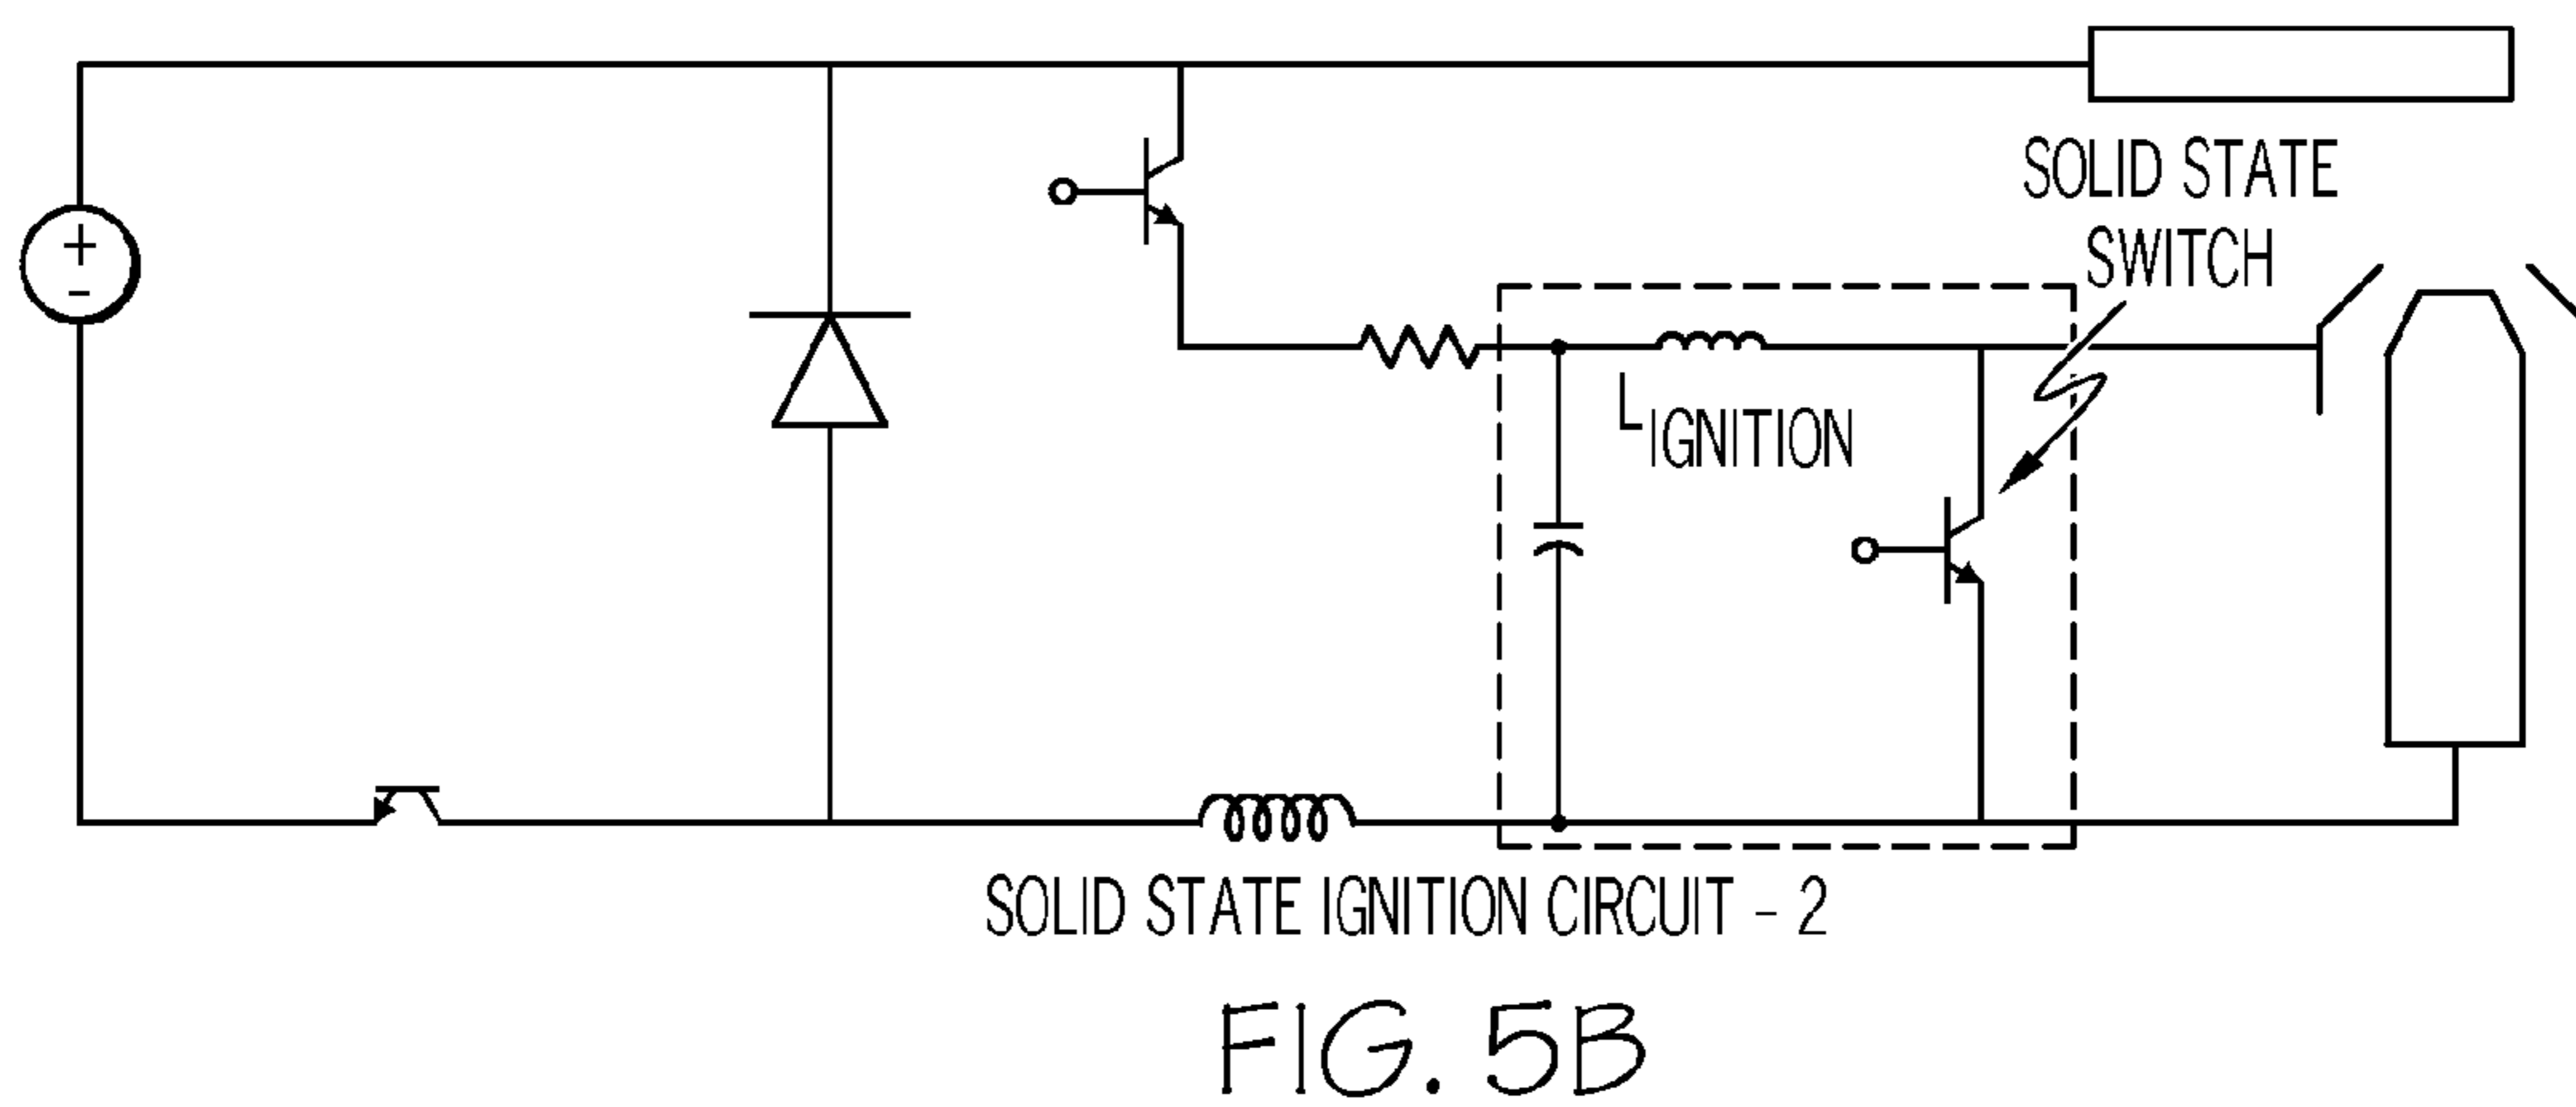 +
-
SOLID STATE
SWITCH
LIGNITION
SOLID STATE IGNITION CIRCUIT - 2
FIG. 5B